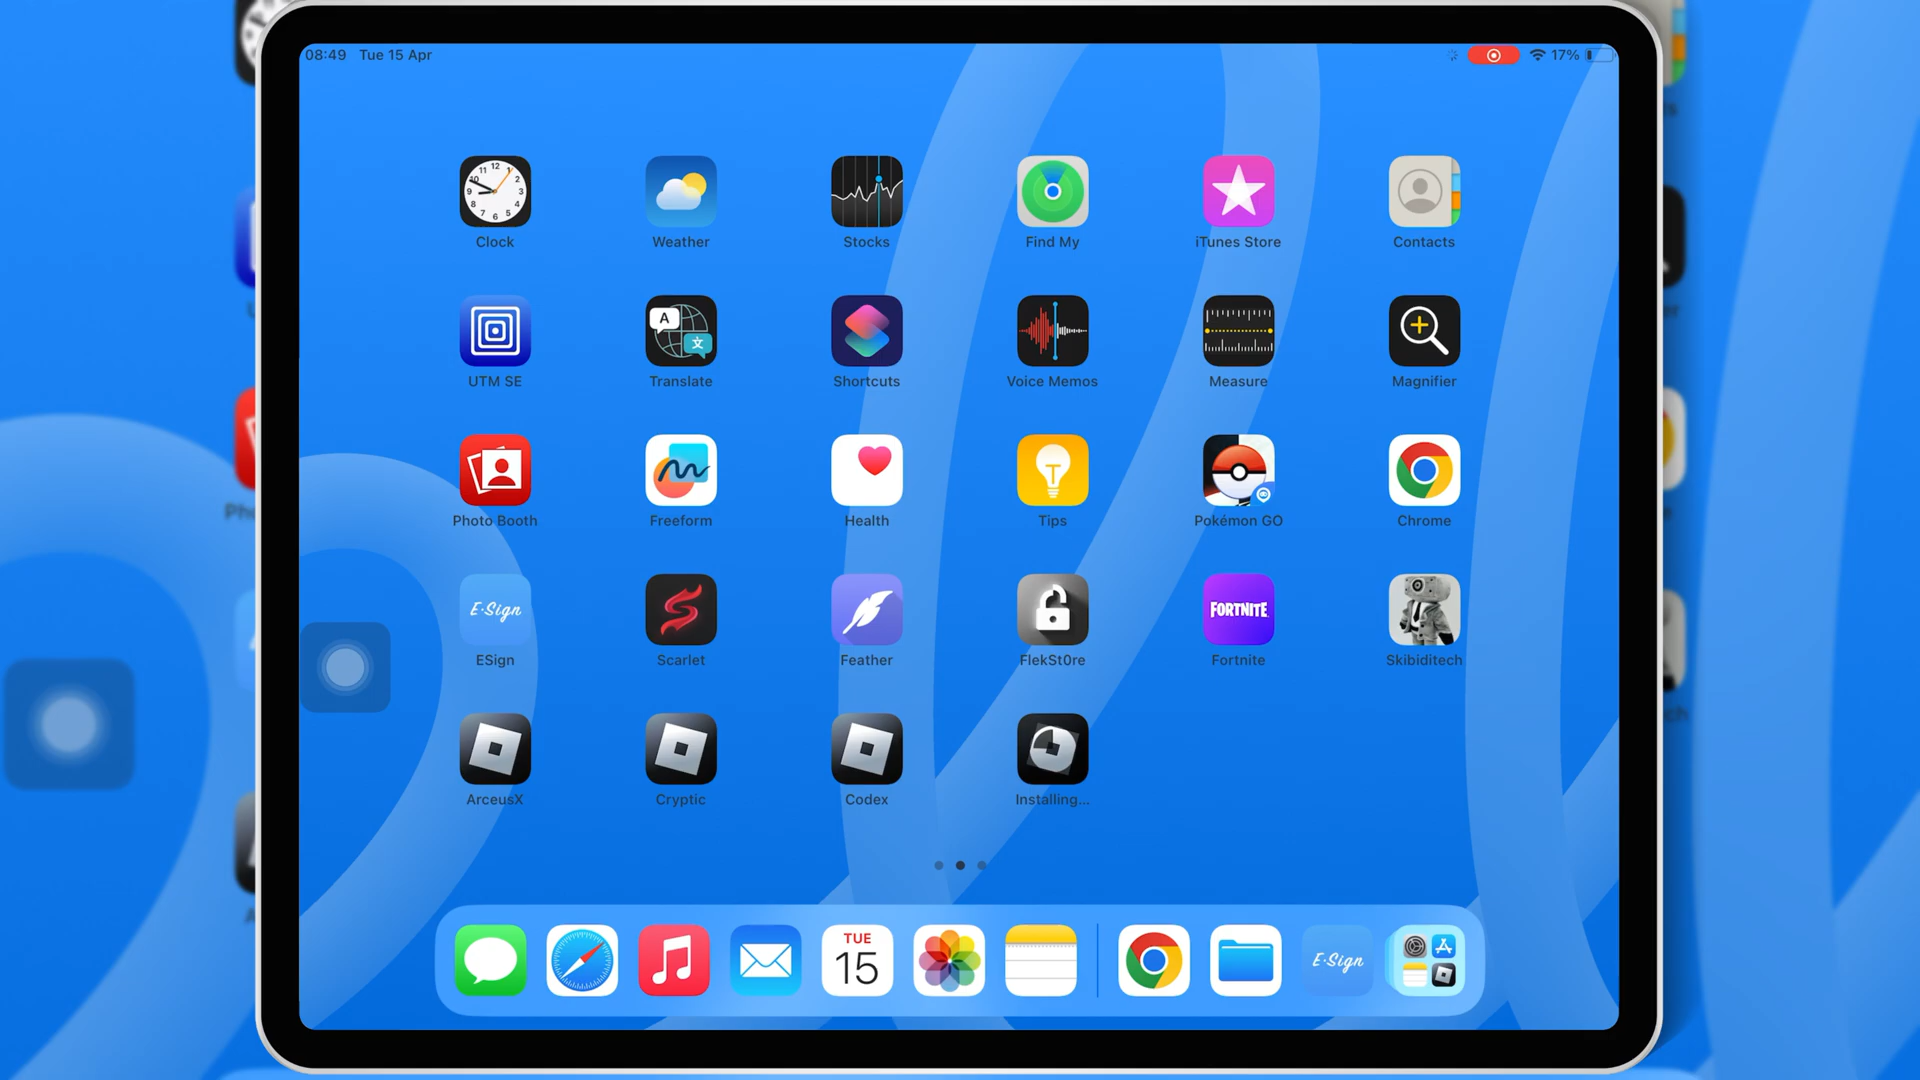 08:49 Tue 15 Apr
17%
Clock Weather Stocks Find My iTunes Store Contacts
UTM SE Translate Shortcuts Voice Memos Measure Magnifier
Photo Booth Freeform Health Tips Pokémon GO Chrome
E·Sign FORTNITE
ESign Scarlet Feather FlekSt0re Fortnite Skibiditech
ArceusX Cryptic Codex Installing...
TUE
15
E·Sign